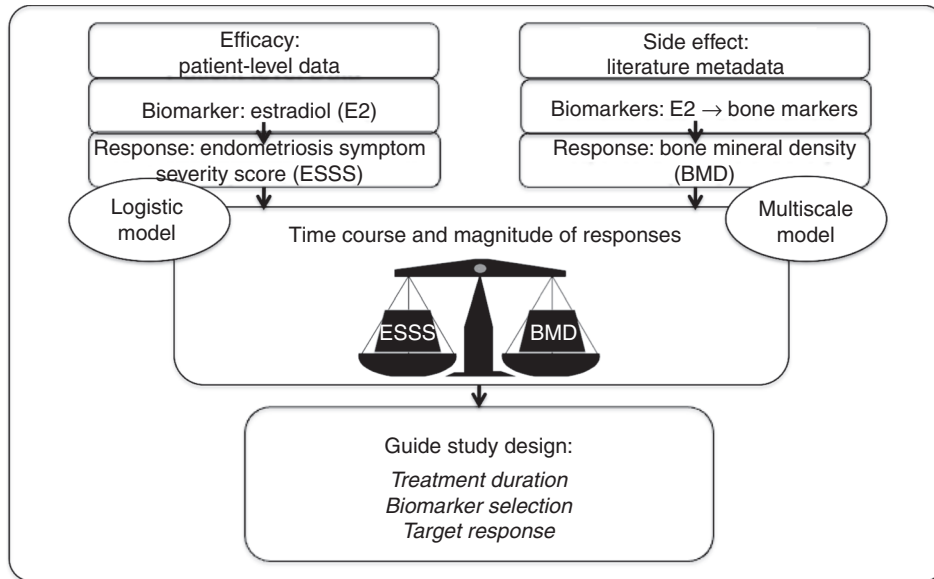 Efficacy:
patient-level data
Biomarker: estradiol (E2)
Response: endometriosis symptom
severity score (ESSS)
Logistic
model
Side effect:
literature metadata
Biomarkers: E2 → bone markers
Response: bone mineral density
(BMD)
Multiscale
model
Time course and magnitude of responses
ESSS
BMD
Guide study design:
Treatment duration
Biomarker selection
Target response